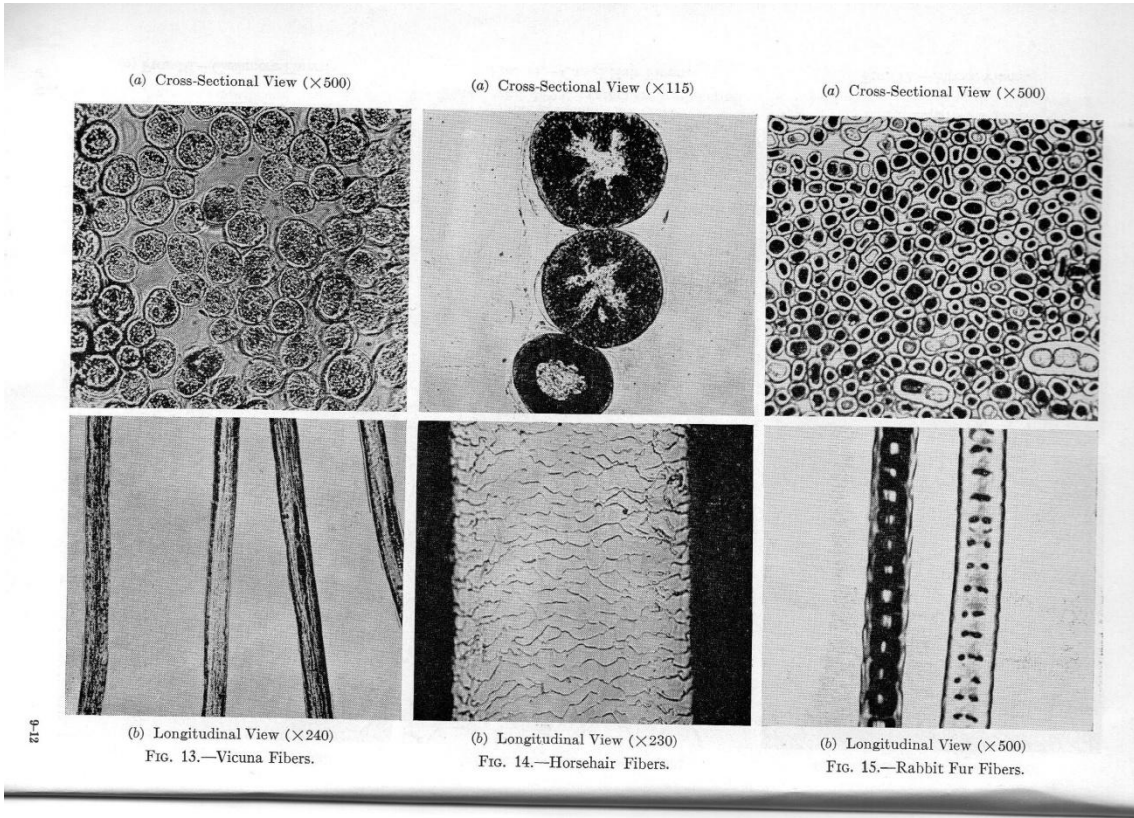 (a) Cross-Sectional View (×500)
(a) Cross-Sectional View (×115)
(a) Cross-Sectional View (×500)
(b) Longitudinal View (×240)
FIG. 13.—Vicuna Fibers.
(b) Longitudinal View (×230)
FIG. 14.—Horsehair Fibers.
(b) Longitudinal View (×500)
FIG. 15.—Rabbit Fur Fibers.
9-12